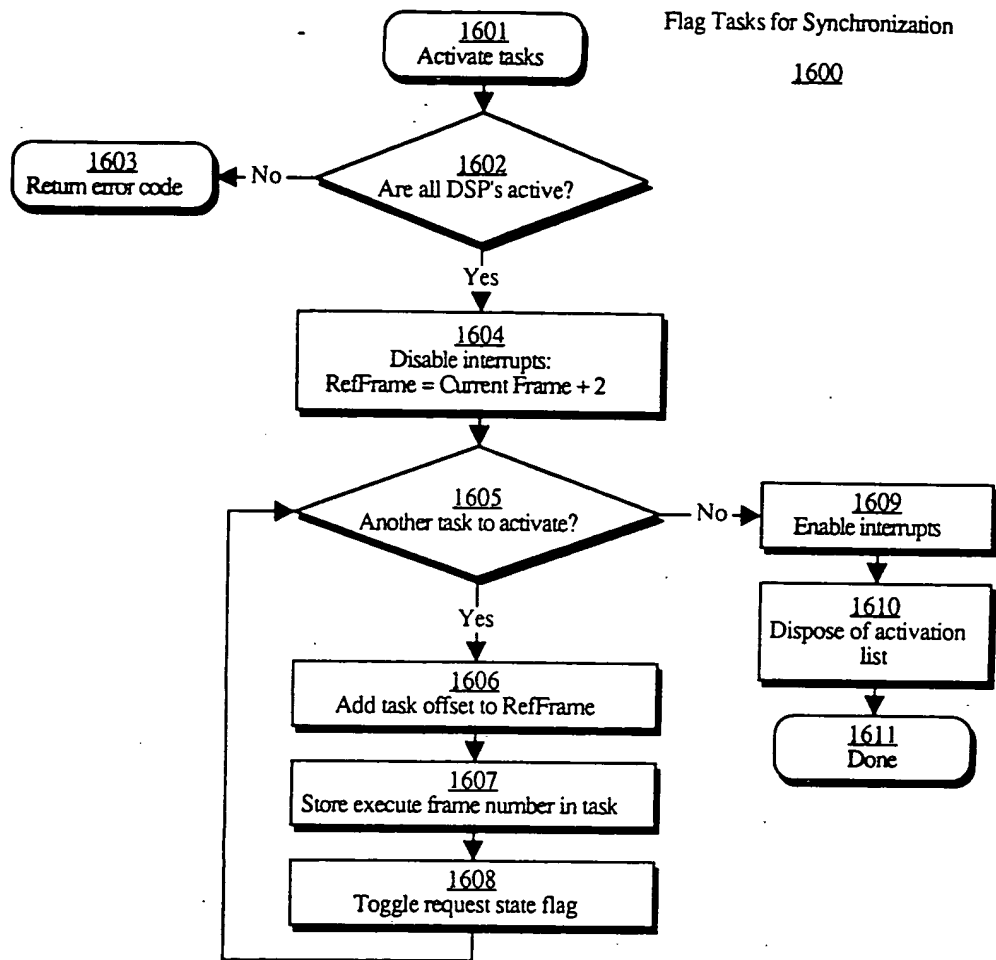 Flag Tasks for Synchronization
1600
1601
Activate tasks
1602
Are all DSP's active?
No
1603
Return error code
Yes
1604
Disable interrupts:
RefFrame = Current Frame + 2
1605
Another task to activate?
No
1609
Enable interrupts
1610
Dispose of activation
list
1611
Done
Yes
1606
Add task offset to RefFrame
1607
Store execute frame number in task
1608
Toggle request state flag